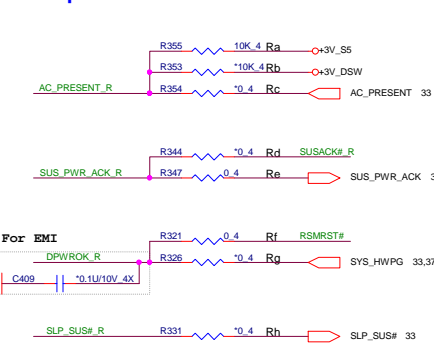 R355 10K_4 Ra +3V_S5
R353 *10K_4 Rb +3V_DSW
AC_PRESENT_R R354 *0_4 Rc AC_PRESENT 33
R344 *0_4 Rd SUSACK#_R
SUS_PWR_ACK_R R347 0_4 Re SUS_PWR_ACK
For EMI
R321 0_4 Rf RSMRST#
DPWROK_R R326 *0_4 Rg SYS_HWPG 33,37
C409 *0.1U/10V_4X
SLP_SUS#_R R331 *0_4 Rh SLP_SUS# 33